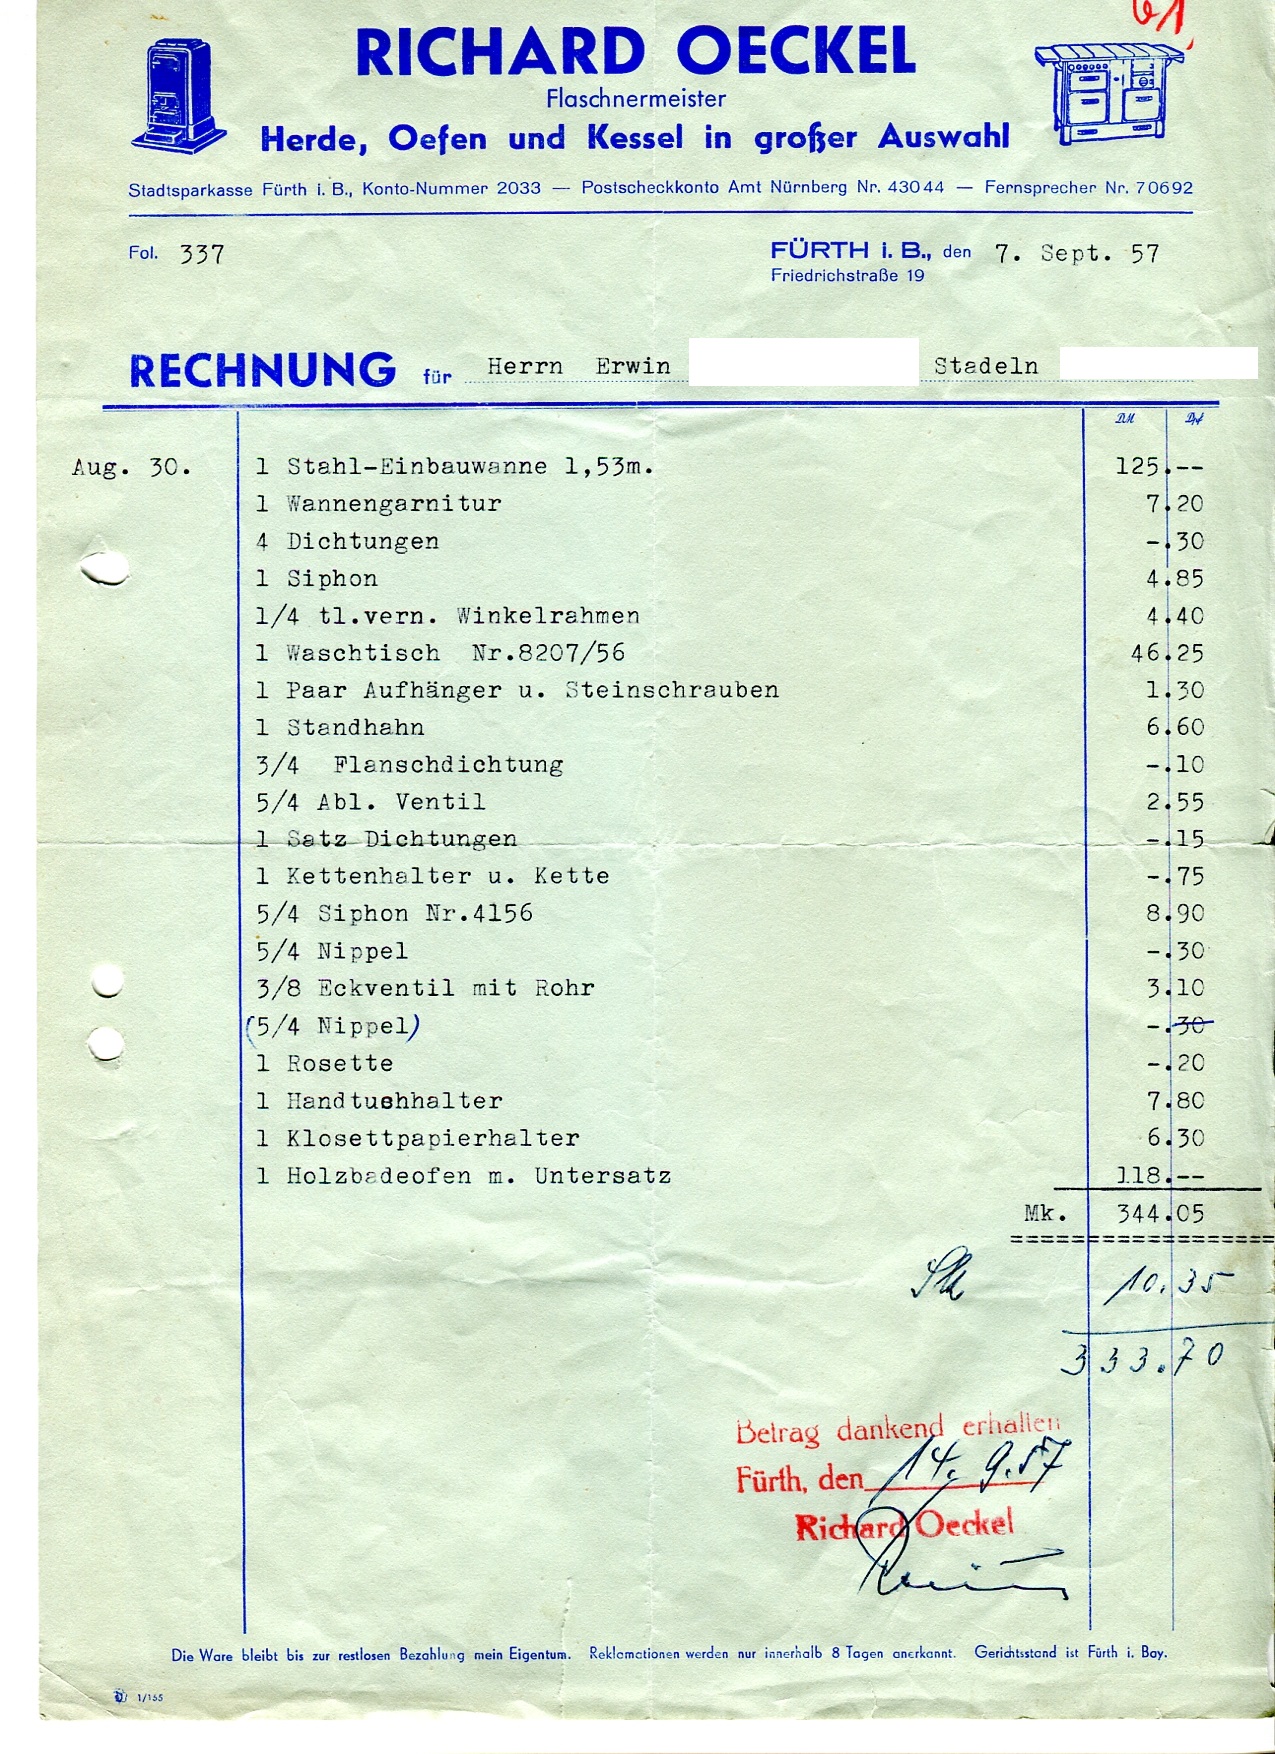 61
RICHARD OECKEL
Flaschnermeister
Herde, Oefen und Kessel in großer Auswahl
Stadtsparkasse Fürth i. B., Konto-Nummer 2033 — Postscheckkonto Amt Nürnberg Nr. 43044 — Fernsprecher Nr. 70692
Fol. 337 FÜRTH i. B., den 7. Sept. 57
Friedrichstraße 19
RECHNUNG für Herrn Erwin Stadeln
DM Dpf
Aug. 30. 1 Stahl-Einbauwanne 1,53m. 125.--
1 Wannengarnitur 7.20
4 Dichtungen -.30
1 Siphon 4.85
1/4 tl.vern. Winkelrahmen 4.40
1 Waschtisch Nr.8207/56 46.25
1 Paar Aufhänger u. Steinschrauben 1.30
1 Standhahn 6.60
3/4 Flanschdichtung -.10
5/4 Abl. Ventil 2.55
1 Satz Dichtungen -.15
1 Kettenhalter u. Kette -.75
5/4 Siphon Nr.4156 8.90
5/4 Nippel -.30
3/8 Eckventil mit Rohr 3.10
(5/4 Nippel) -.30
1 Rosette -.20
1 Handtuchhalter 7.80
1 Klosettpapierhalter 6.30
1 Holzbadeofen m. Untersatz 118.--
Mk. 344.05
10.35
333.70
Betrag dankend erhalten
Fürth, den 14.9.57
Richard Oeckel
Die Ware bleibt bis zur restlosen Bezahlung mein Eigentum. Reklamationen werden nur innerhalb 8 Tagen anerkannt. Gerichtsstand ist Fürth i. Bay.
1/155